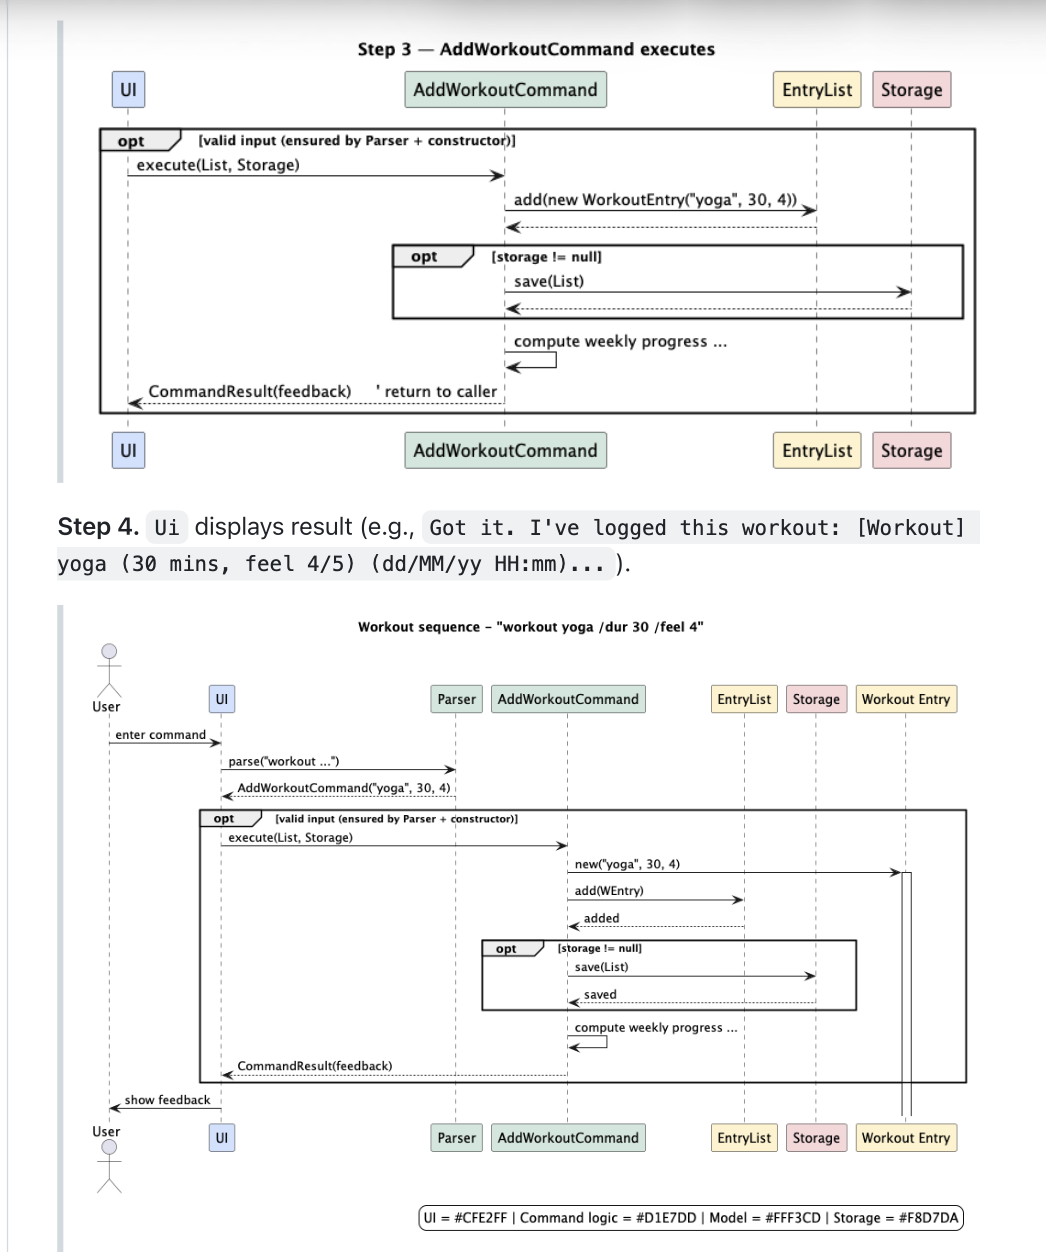 Step 3 — AddWorkoutCommand executes
UI AddWorkoutCommand EntryList Storage
opt [valid input (ensured by Parser + constructor)]
execute(List, Storage)
add(new WorkoutEntry("yoga", 30, 4))
opt [storage != null]
save(List)
compute weekly progress ...
CommandResult(feedback) ' return to caller
UI AddWorkoutCommand EntryList Storage
Step 4. Ui displays result (e.g., Got it. I've logged this workout: [Workout]
yoga (30 mins, feel 4/5) (dd/MM/yy HH:mm)... ).
Workout sequence – "workout yoga /dur 30 /feel 4"
User UI Parser AddWorkoutCommand EntryList Storage Workout Entry
enter command
parse("workout ...")
AddWorkoutCommand("yoga", 30, 4)
opt [valid input (ensured by Parser + constructor)]
execute(List, Storage)
new("yoga", 30, 4)
add(WEntry)
added
opt [storage != null]
save(List)
saved
compute weekly progress ...
CommandResult(feedback)
show feedback
User UI Parser AddWorkoutCommand EntryList Storage Workout Entry
UI = #CFE2FF | Command logic = #D1E7DD | Model = #FFF3CD | Storage = #F8D7DA